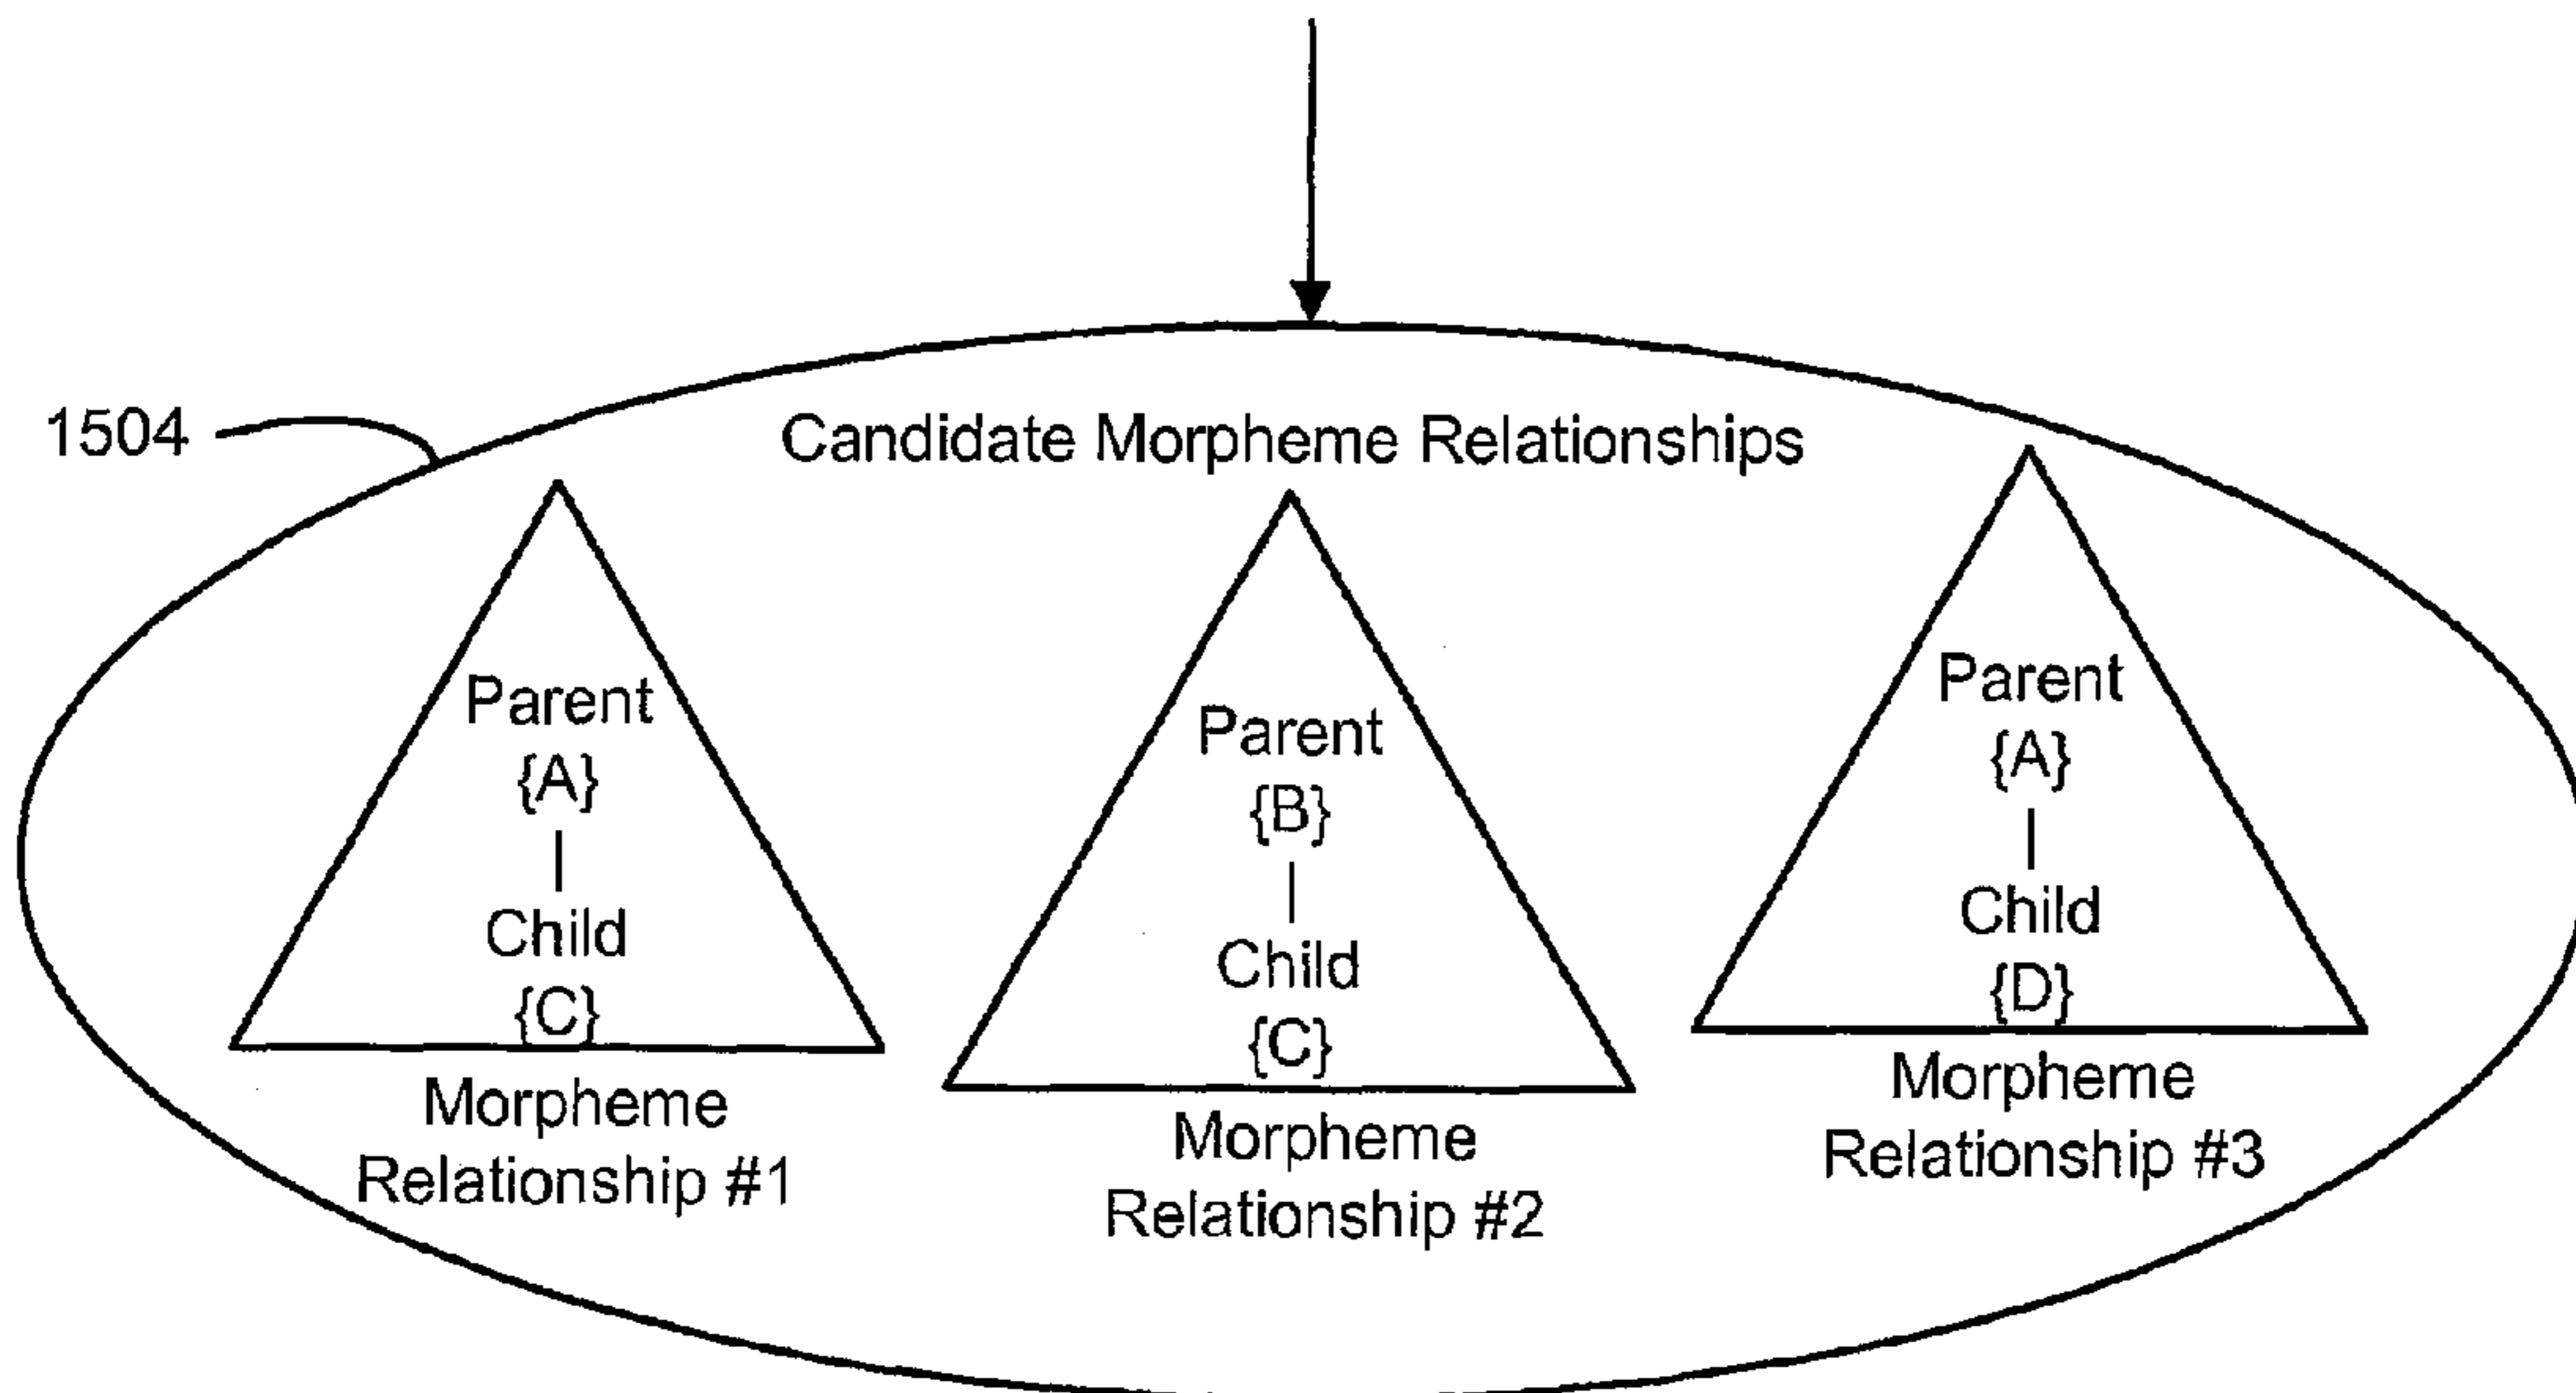 1504
Candidate Morpheme Relationships
Parent
{A}
|
Child
{C}
Morpheme
Relationship #1
Parent
{B}
|
Child
{C}
Morpheme
Relationship #2
Parent
{A}
|
Child
{D}
Morpheme
Relationship #3